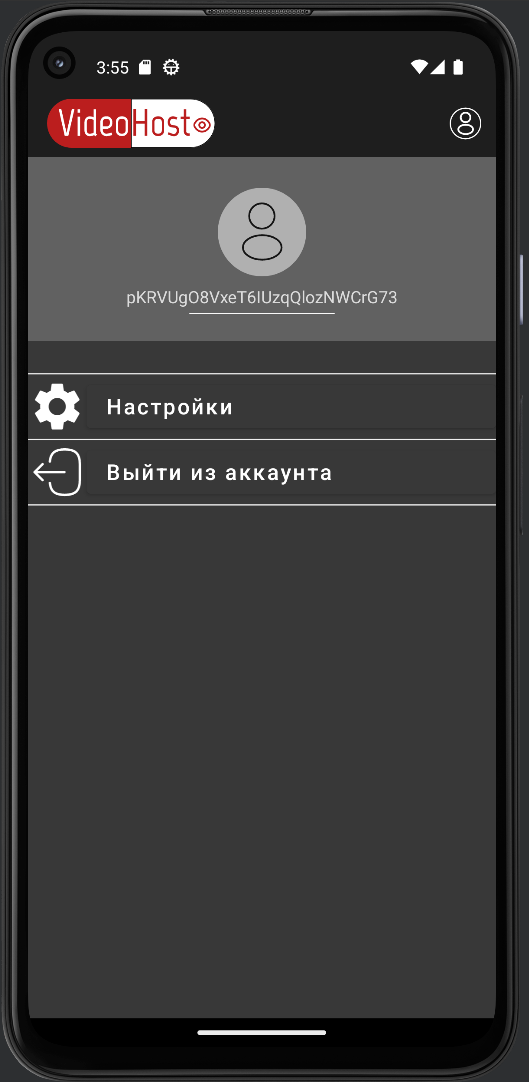 3:55
VideoHost
pKRVUgO8VxeT6IUzqQlozNWCrG73
Настройки
Выйти из аккаунта